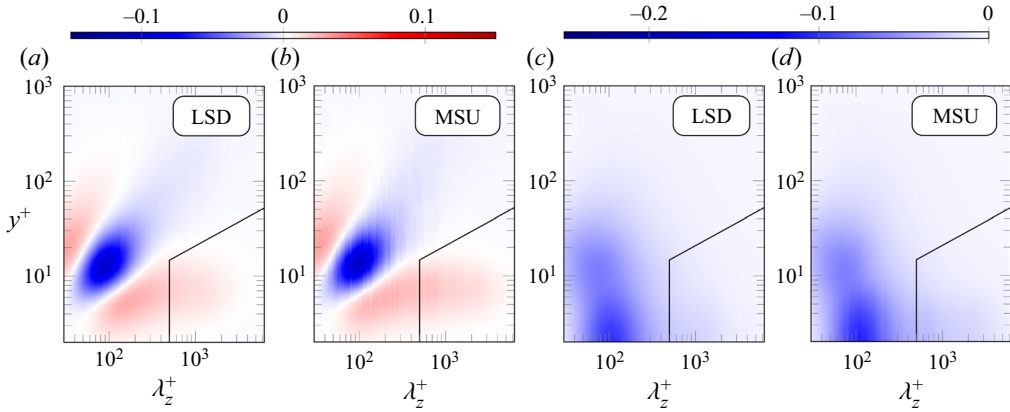 −0.1 0 0.1 −0.2 −0.1 0
(a) (b) (c) (d)
10³ 10³ 10³ 10³
LSD MSU LSD MSU
10² 10² 10² 10²
y⁺
10¹ 10¹ 10¹ 10¹
10² 10³ 10² 10³ 10² 10³ 10² 10³
λz⁺ λz⁺ λz⁺ λz⁺